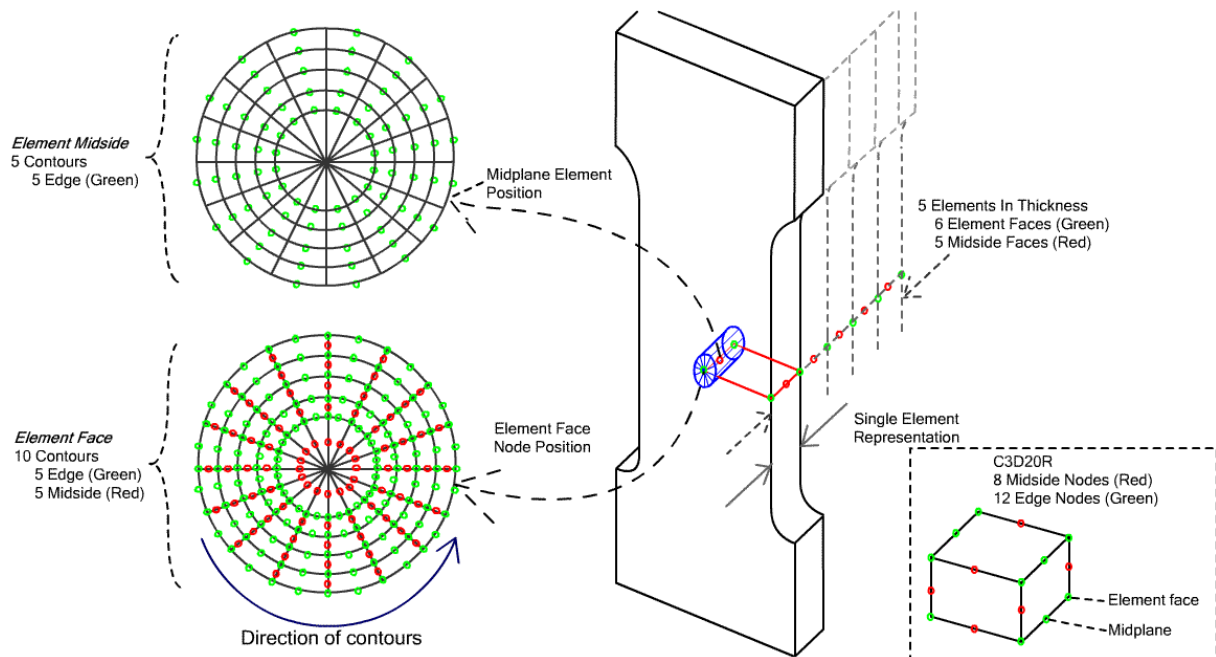 Element Midside
5 Contours
5 Edge (Green)
Midplane Element
Position
5 Elements In Thickness
6 Element Faces (Green)
5 Midside Faces (Red)
Element Face
10 Contours
5 Edge (Green)
5 Midside (Red)
Element Face
Node Position
Direction of contours
Single Element
Representation
C3D20R
8 Midside Nodes (Red)
12 Edge Nodes (Green)
Element face
Midplane